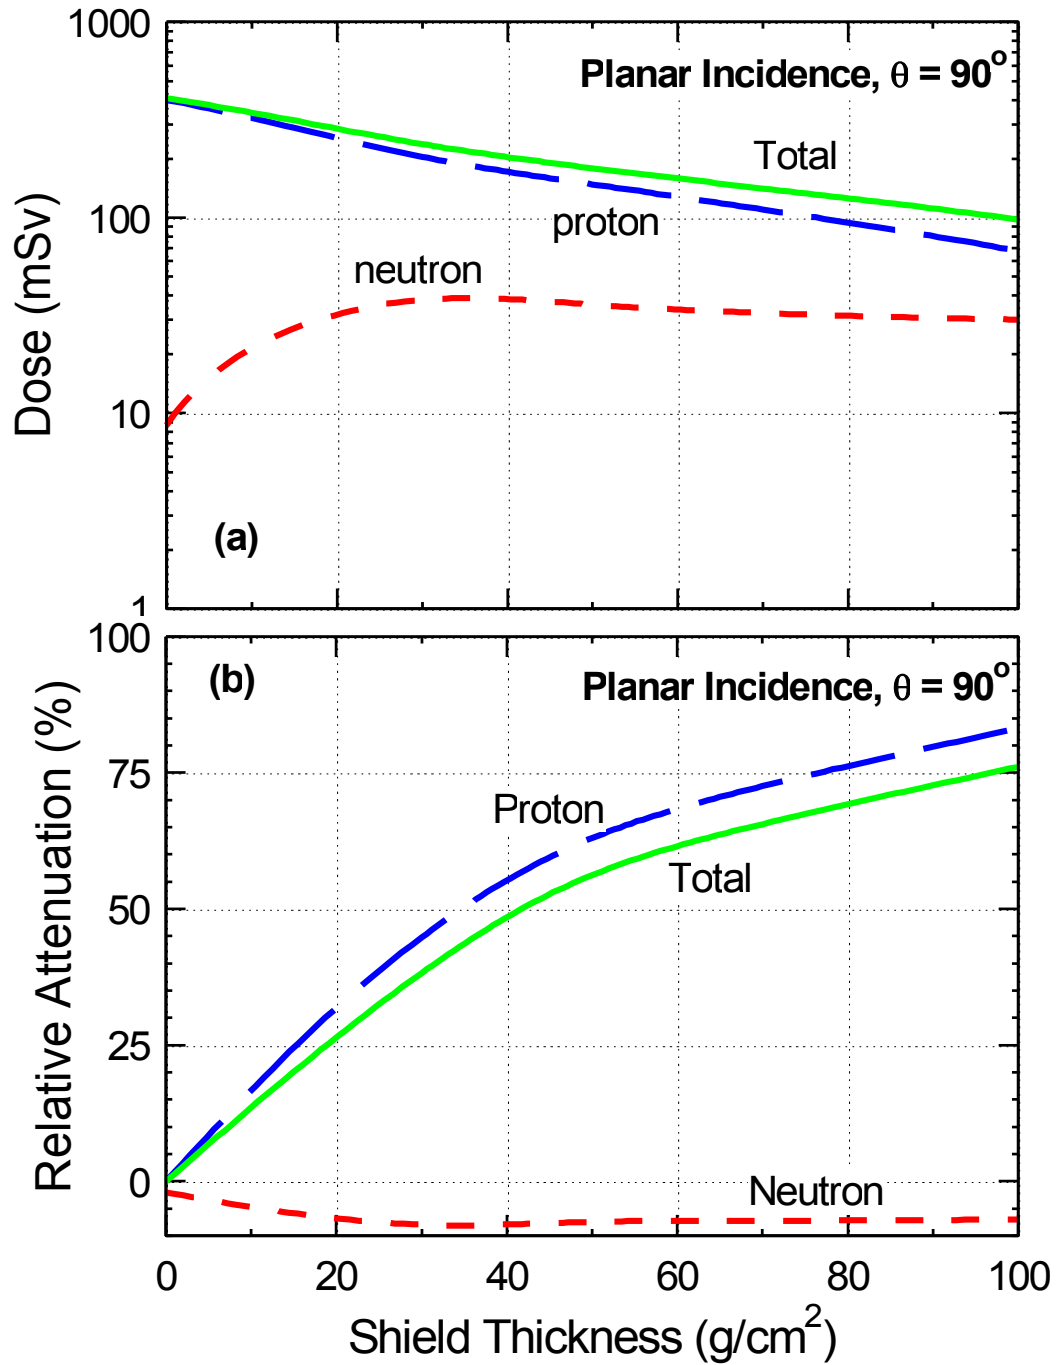 1000
Planar Incidence, θ = 90°
Total
proton
100
neutron
Dose (mSv)
10
(a)
1
100
(b)
Planar Incidence, θ = 90°
75
Proton
Total
50
Relative Attenuation (%)
25
0
Neutron
0 20 40 60 80 100
Shield Thickness (g/cm²)